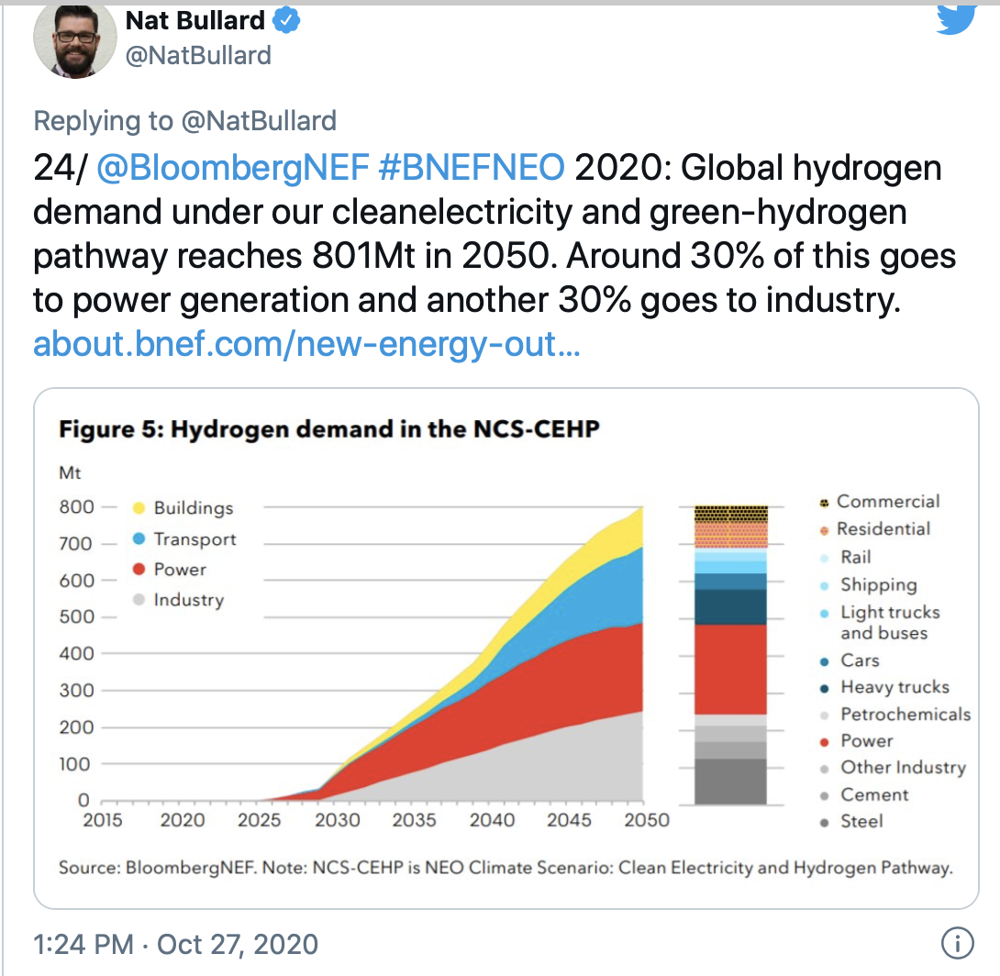 Nat Bullard
@NatBullard
Replying to @NatBullard
24/ @BloombergNEF #BNEFNEO 2020: Global hydrogen
demand under our cleanelectricity and green-hydrogen
pathway reaches 801Mt in 2050. Around 30% of this goes
to power generation and another 30% goes to industry.
about.bnef.com/new-energy-out…
Figure 5: Hydrogen demand in the NCS-CEHP
Mt
800
700
600
500
400
300
200
100
0
Buildings
Transport
Power
Industry
2015 2020 2025 2030 2035 2040 2045 2050
Commercial
Residential
Rail
Shipping
Light trucks
and buses
Cars
Heavy trucks
Petrochemicals
Power
Other Industry
Cement
Steel
Source: BloombergNEF. Note: NCS-CEHP is NEO Climate Scenario: Clean Electricity and Hydrogen Pathway.
1:24 PM · Oct 27, 2020